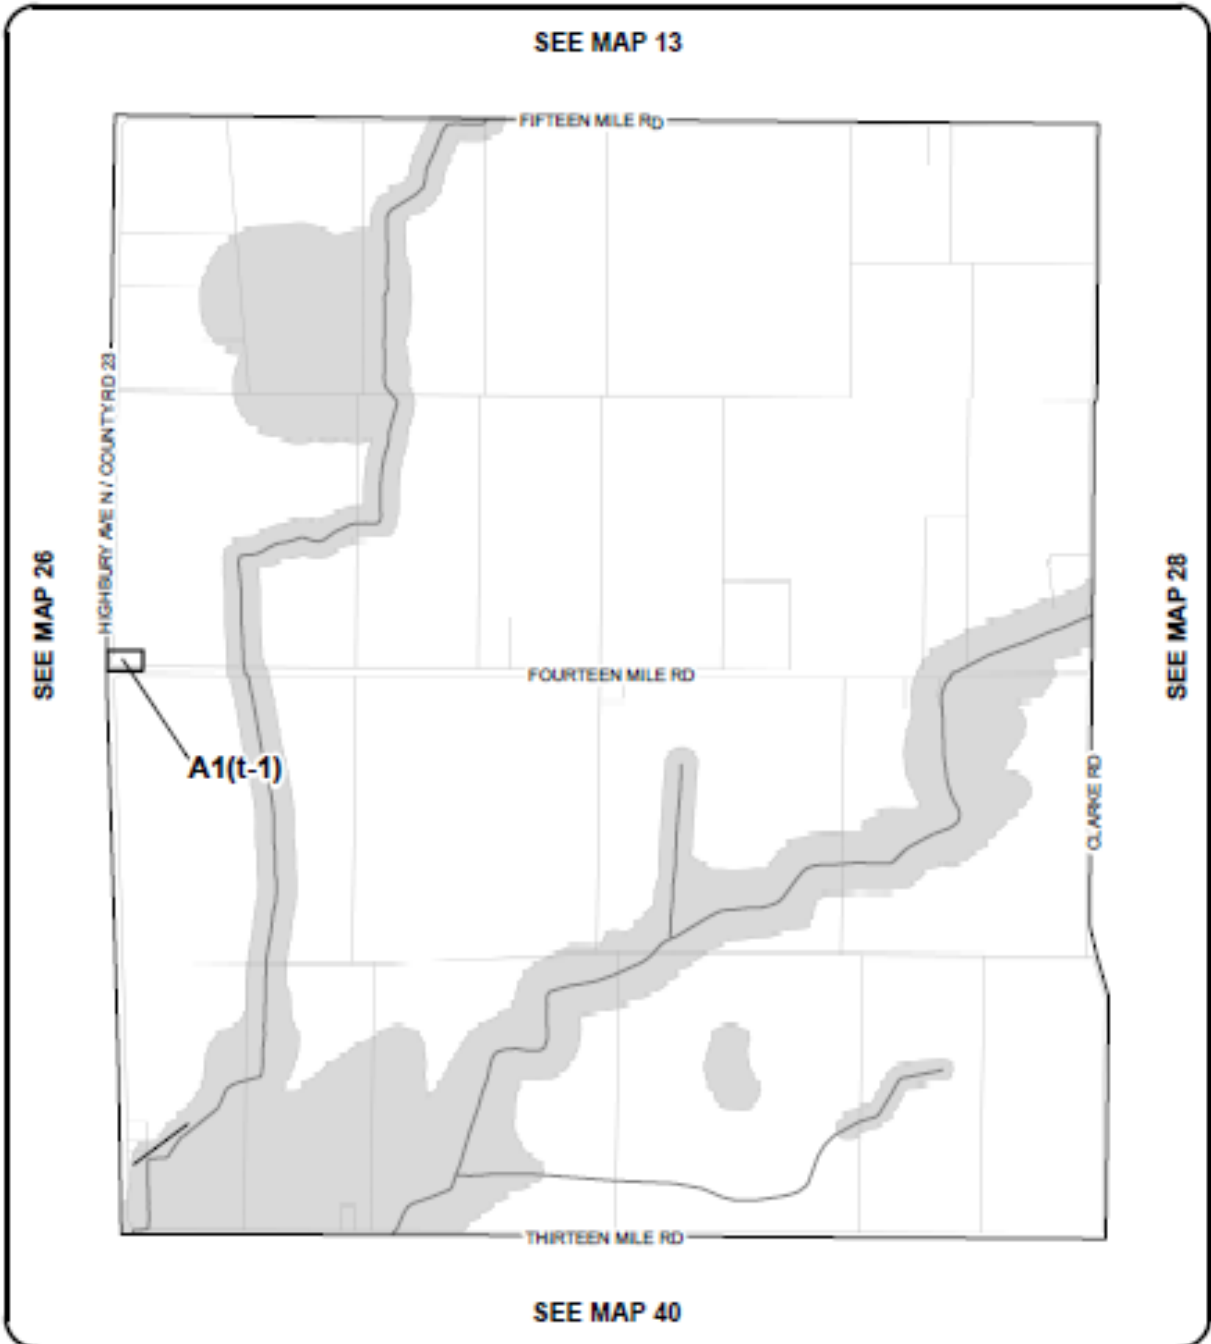 SEE MAP 13
FIFTEEN MILE RD
HIGHBURY AVE N / COUNTY RD 23
SEE MAP 26
SEE MAP 28
FOURTEEN MILE RD
A1(t-1)
CLARKE RD
THIRTEEN MILE RD
SEE MAP 40